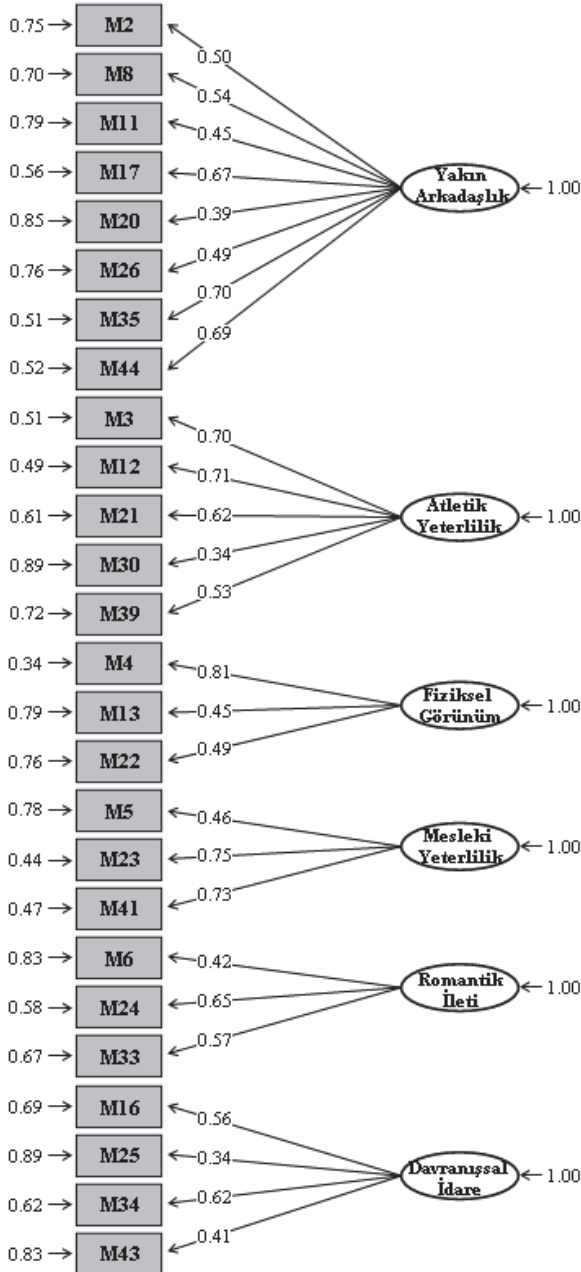 0.75 M2 0.50
0.70 M8 0.54
0.79 M11 0.45
0.56 M17 0.67
0.85 M20 0.39
0.76 M26 0.49
0.51 M35 0.70
0.52 M44 0.69
Yakın
Arkadaşlık 1.00
0.51 M3 0.70
0.49 M12 0.71
0.61 M21 0.62
0.89 M30 0.34
0.72 M39 0.53
Atletik
Yeterlilik 1.00
0.34 M4 0.81
0.79 M13 0.45
0.76 M22 0.49
Fiziksel
Görünüm 1.00
0.78 M5 0.46
0.44 M23 0.75
0.47 M41 0.73
Mesleki
Yeterlilik 1.00
0.83 M6 0.42
0.58 M24 0.65
0.67 M33 0.57
Romantik
İleti 1.00
0.69 M16 0.56
0.89 M25 0.34
0.62 M34 0.62
0.83 M43 0.41
Davranışsal
İdare 1.00